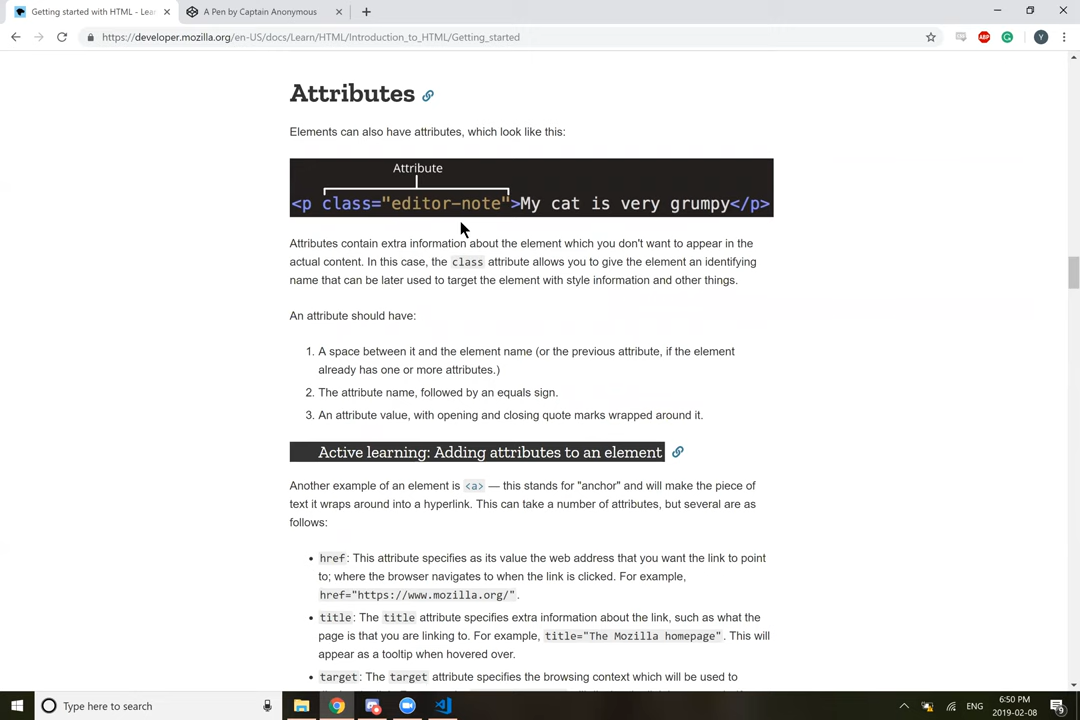 Getting started with HTML - Lea
A Pen by Captain Anonymous
https://developer.mozilla.org/en-US/docs/Learn/HTML/Introduction_to_HTML/Getting_started
ABP
Y
Attributes
Elements can also have attributes, which look like this:
Attribute
<p class="editor-note">My cat is very grumpy</p>
Attributes contain extra information about the element which you don't want to appear in the
actual content. In this case, the class attribute allows you to give the element an identifying
name that can be later used to target the element with style information and other things.
An attribute should have:
1. A space between it and the element name (or the previous attribute, if the element
already has one or more attributes.)
2. The attribute name, followed by an equals sign.
3. An attribute value, with opening and closing quote marks wrapped around it.
Active learning: Adding attributes to an element
Another example of an element is <a> — this stands for "anchor" and will make the piece of
text it wraps around into a hyperlink. This can take a number of attributes, but several are as
follows:
• href: This attribute specifies as its value the web address that you want the link to point
to; where the browser navigates to when the link is clicked. For example,
href="https://www.mozilla.org/".
• title: The title attribute specifies extra information about the link, such as what the
page is that you are linking to. For example, title="The Mozilla homepage". This will
appear as a tooltip when hovered over.
• target: The target attribute specifies the browsing context which will be used to
Type here to search
ENG
6:50 PM
2019-02-08
9